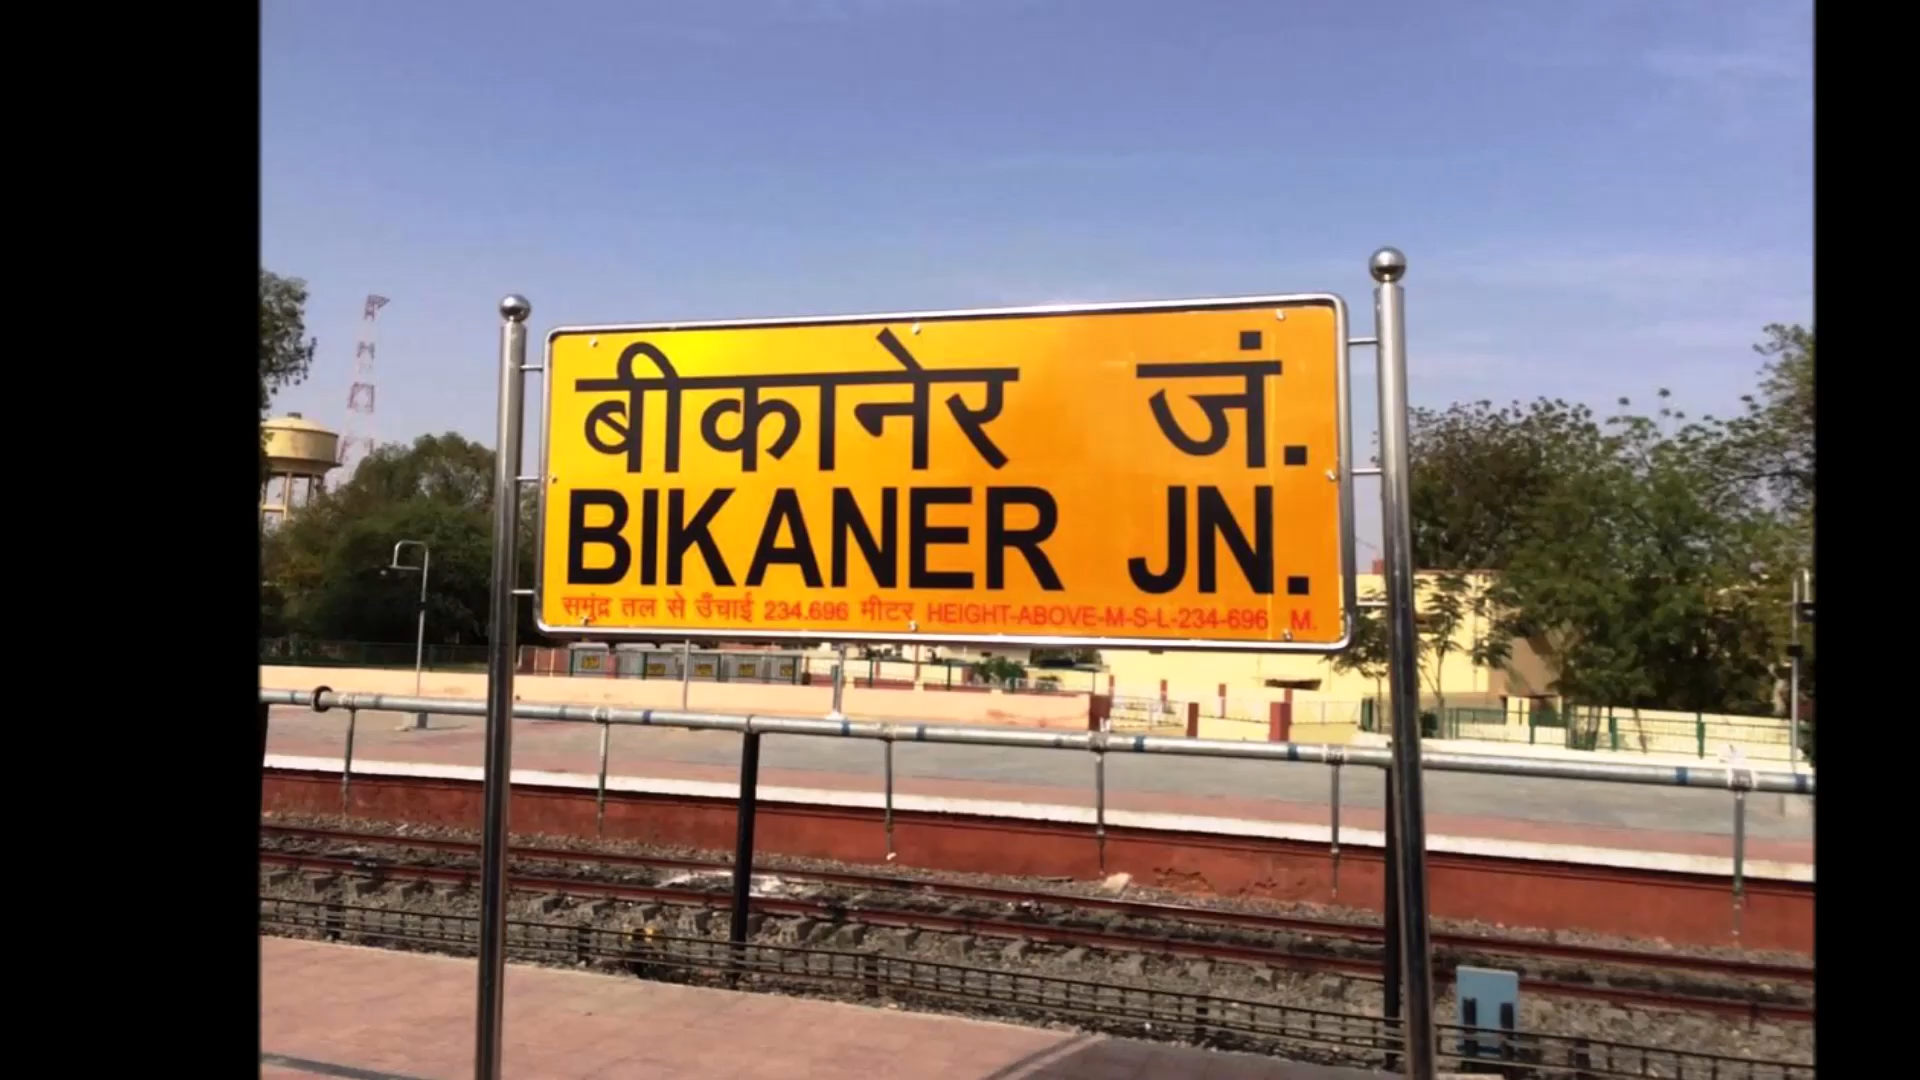 बीकानेर जं.
BIKANER JN.
समुंद्र तल से उँचाई 234.696 मीटर HEIGHT-ABOVE-M-S-L-234-696 M.